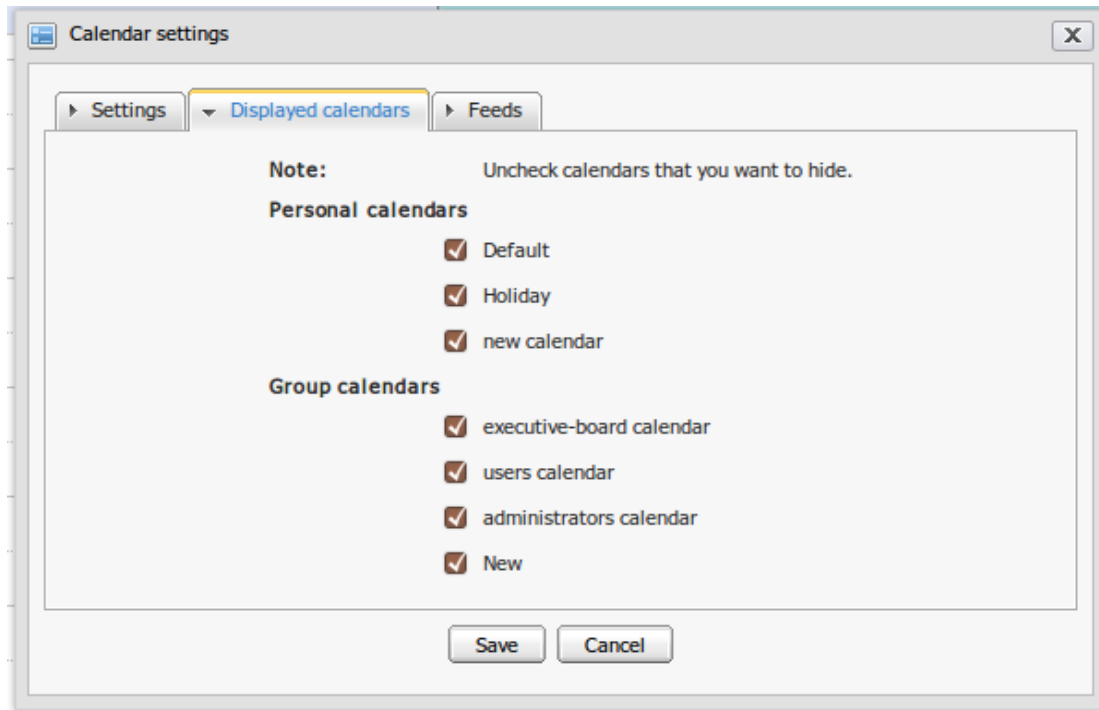 Calendar settings
X
Settings Displayed calendars Feeds
Note: Uncheck calendars that you want to hide.
Personal calendars
Default
Holiday
new calendar
Group calendars
executive-board calendar
users calendar
administrators calendar
New
Save Cancel